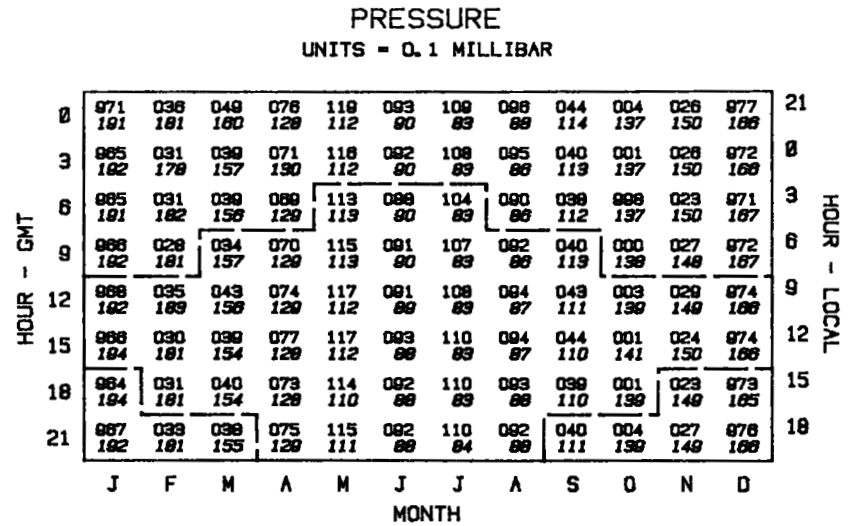 PRESSURE
UNITS = 0.1 MILLIBAR
0 971 036 049 076 119 093 109 096 044 004 026 977 21
191 181 160 129 112 90 83 88 114 137 150 166
3 965 031 039 071 116 092 108 095 040 001 026 972 0
192 179 157 130 112 90 83 86 113 137 150 166
6 965 031 039 069 113 088 104 090 038 998 023 971 3
191 182 156 129 113 90 83 86 112 137 150 167
9 966 028 034 070 115 091 107 092 040 000 027 972 6
192 181 157 129 113 90 83 86 113 138 148 167
12 968 035 043 074 117 091 108 094 043 003 029 974 9
192 189 156 129 112 89 83 87 111 139 149 166
15 966 030 039 077 117 093 110 094 044 001 024 974 12
194 181 154 129 112 88 83 87 110 141 150 166
18 964 031 040 073 114 092 110 093 039 001 023 973 15
194 181 154 128 110 88 83 86 110 139 149 165
21 967 033 038 075 115 092 110 092 040 004 027 976 18
192 181 155 129 111 88 84 88 111 139 149 166
J F M A M J J A S O N D
MONTH
HOUR - GMT
HOUR - LOCAL